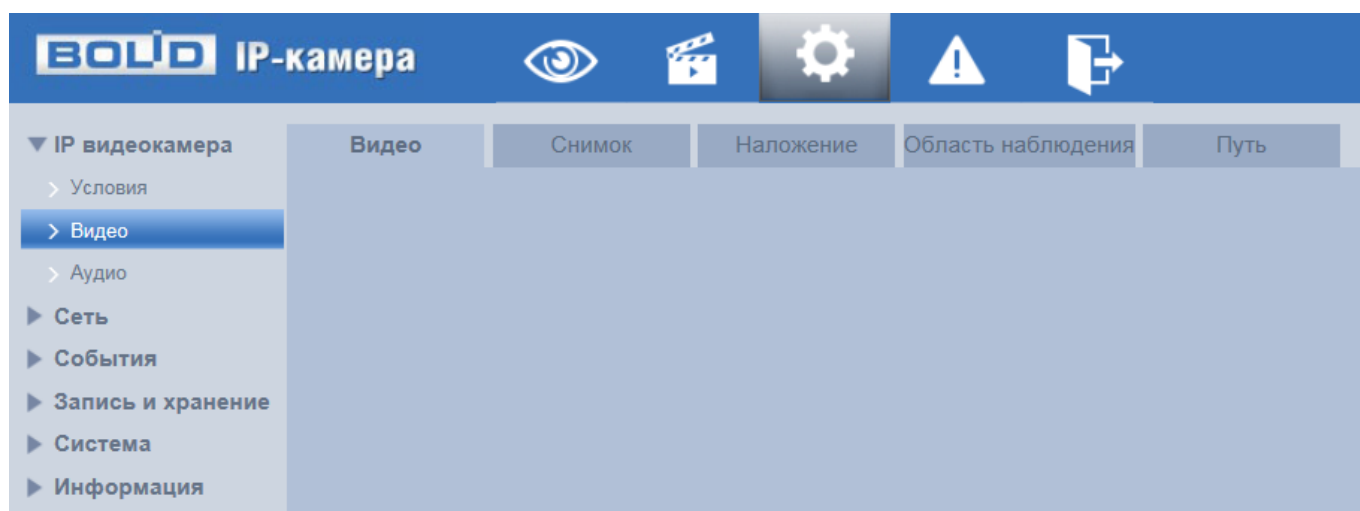 BOLID IP-камера
IP видеокамера
Видео
Снимок
Наложение
Область наблюдения
Путь
Условия
Видео
Аудио
Сеть
События
Запись и хранение
Система
Информация